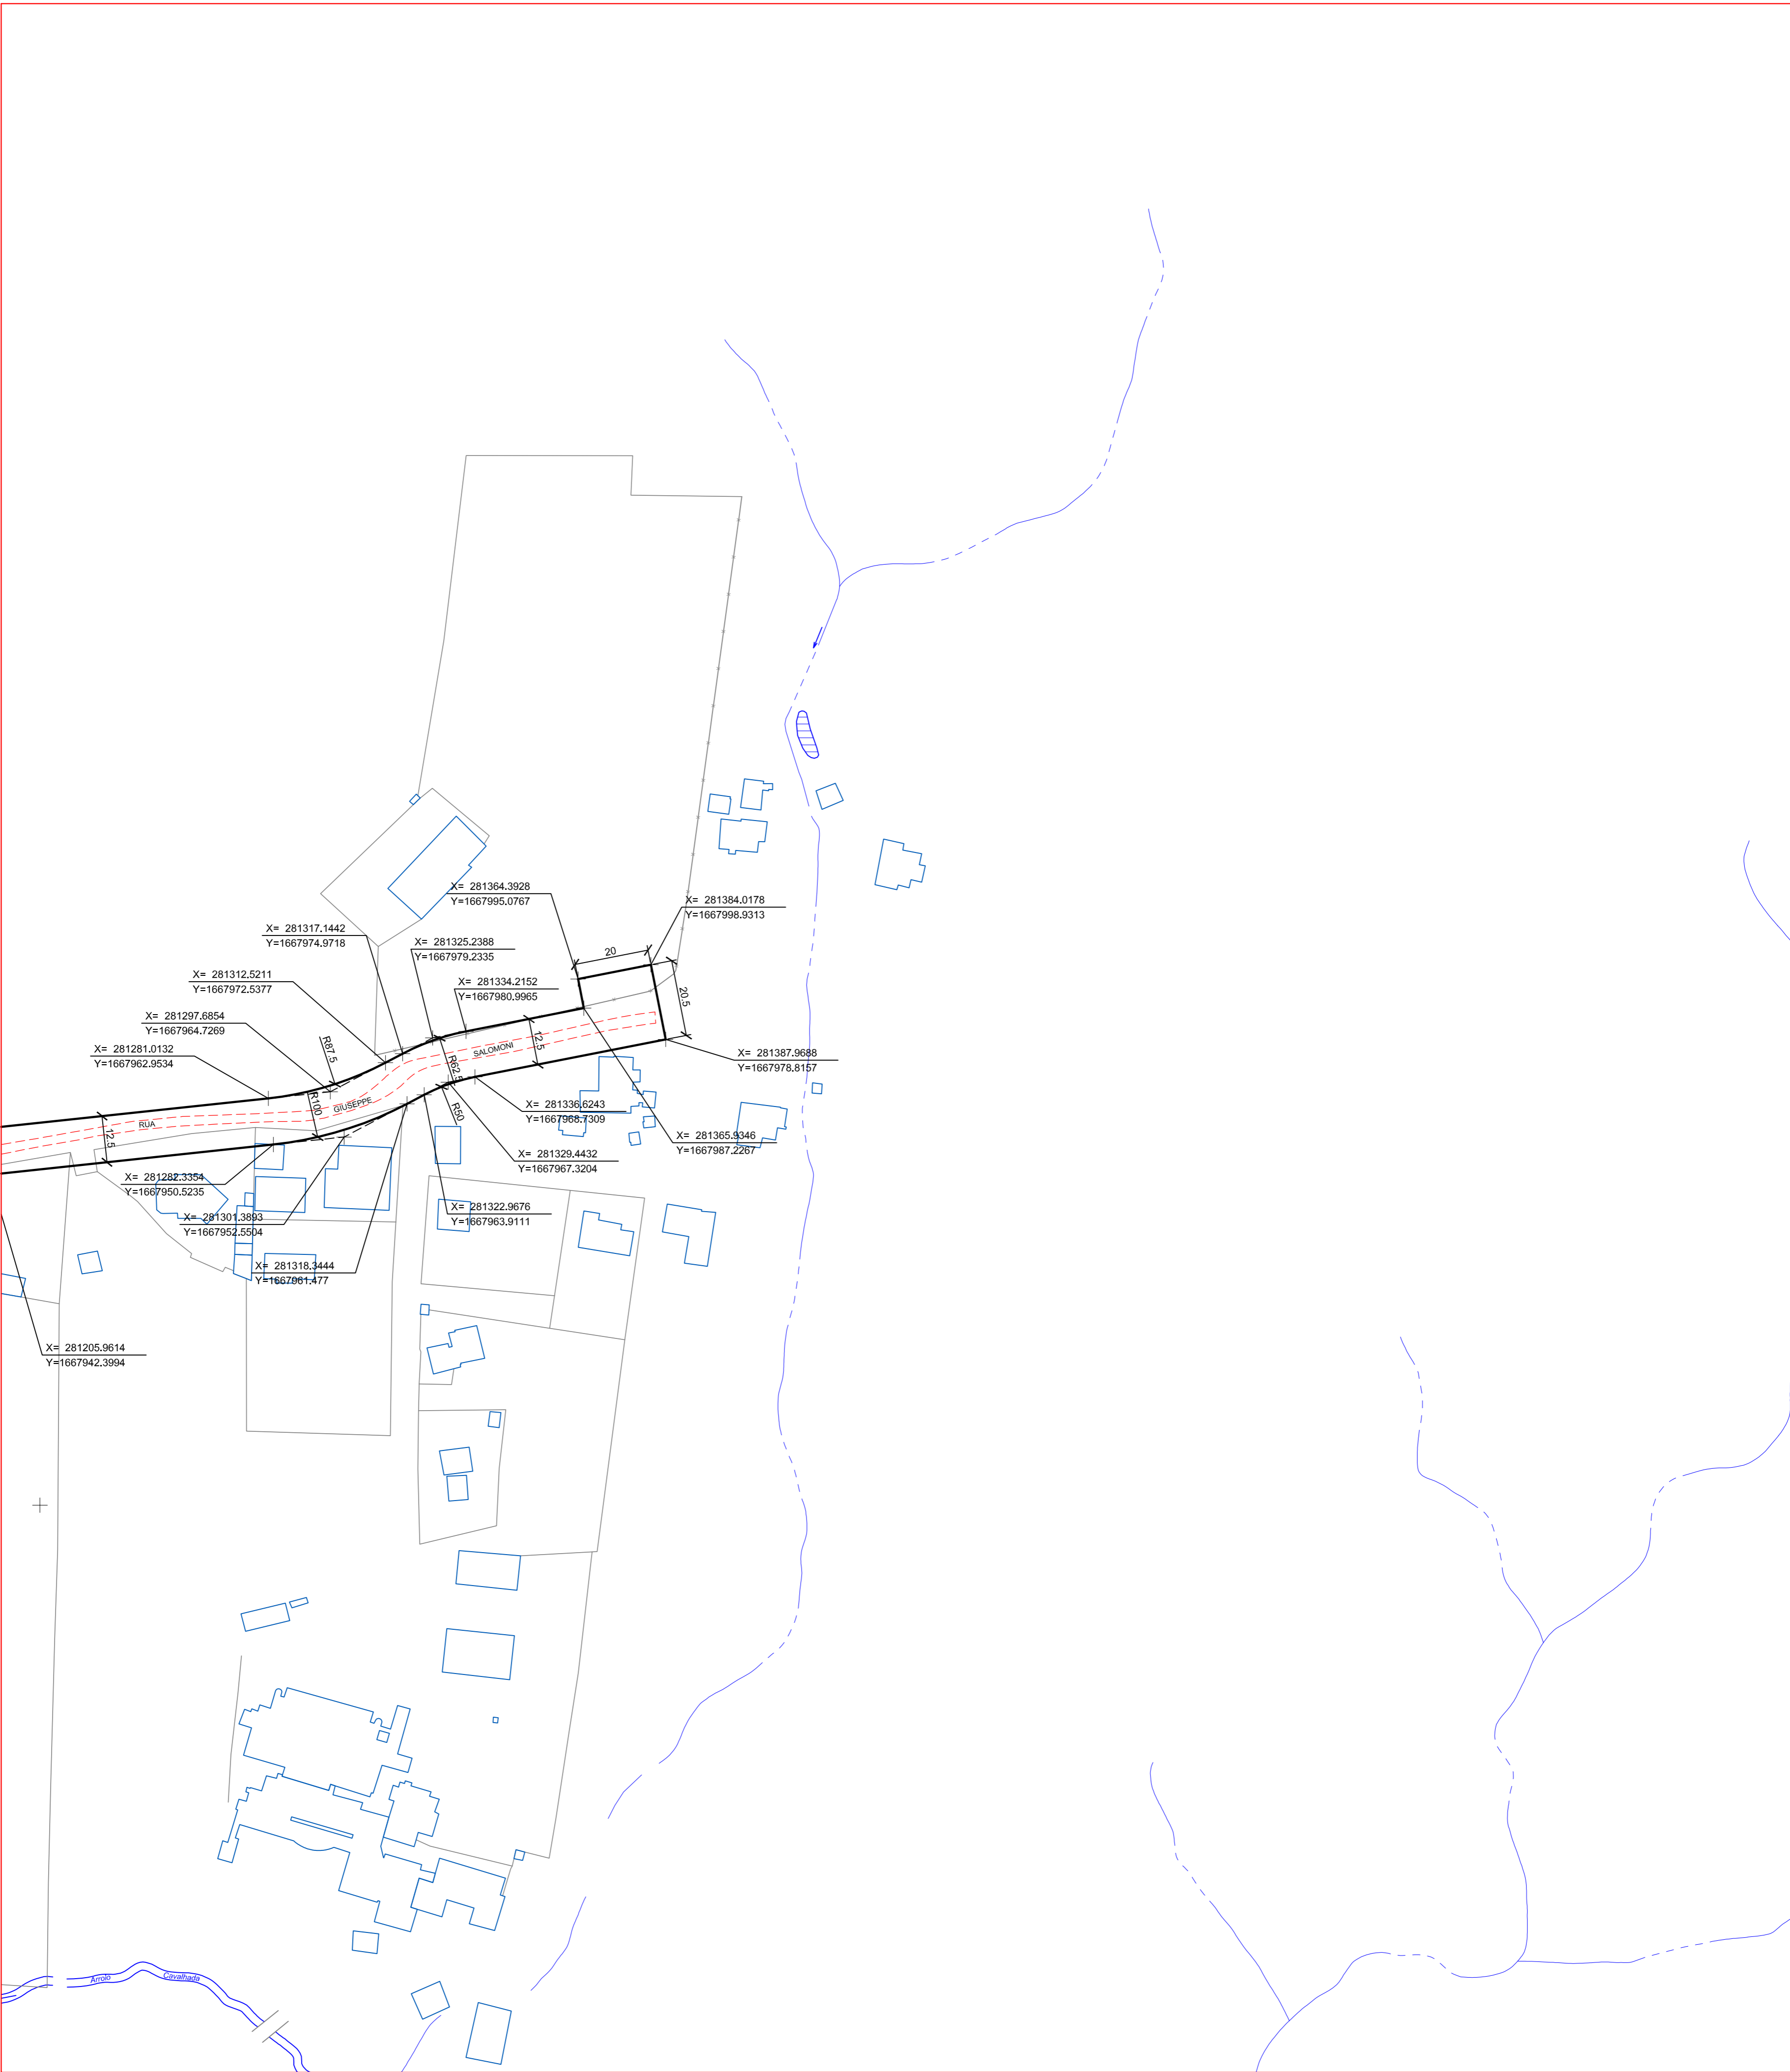 X= 281364.3928
Y=1667995.0767
X= 281384.0178
Y=1667998.9313
X= 281317.1442
Y=1667974.9718
X= 281325.2388
Y=1667979.2335
20
X= 281312.5211
Y=1667972.5377
X= 281334.2152
Y=1667980.9965
20.5
X= 281297.6854
Y=1667964.7269
R87.5
12.5
SALOMONI
X= 281281.0132
Y=1667962.9534
R62.5
X= 281387.9688
Y=1667978.8157
R100
GIUSEPPE
R50
RUA
12.5
X= 281336.6243
Y=1667968.7309
X= 281365.9346
Y=1667987.2267
X= 281329.4432
Y=1667967.3204
X= 281282.3354
Y=1667950.5235
X= 281322.9676
Y=1667963.9111
X= 281301.3893
Y=1667952.5504
X= 281318.3444
Y=1667961.477
X= 281205.9614
Y=1667942.3994
Arroio Cavalhada